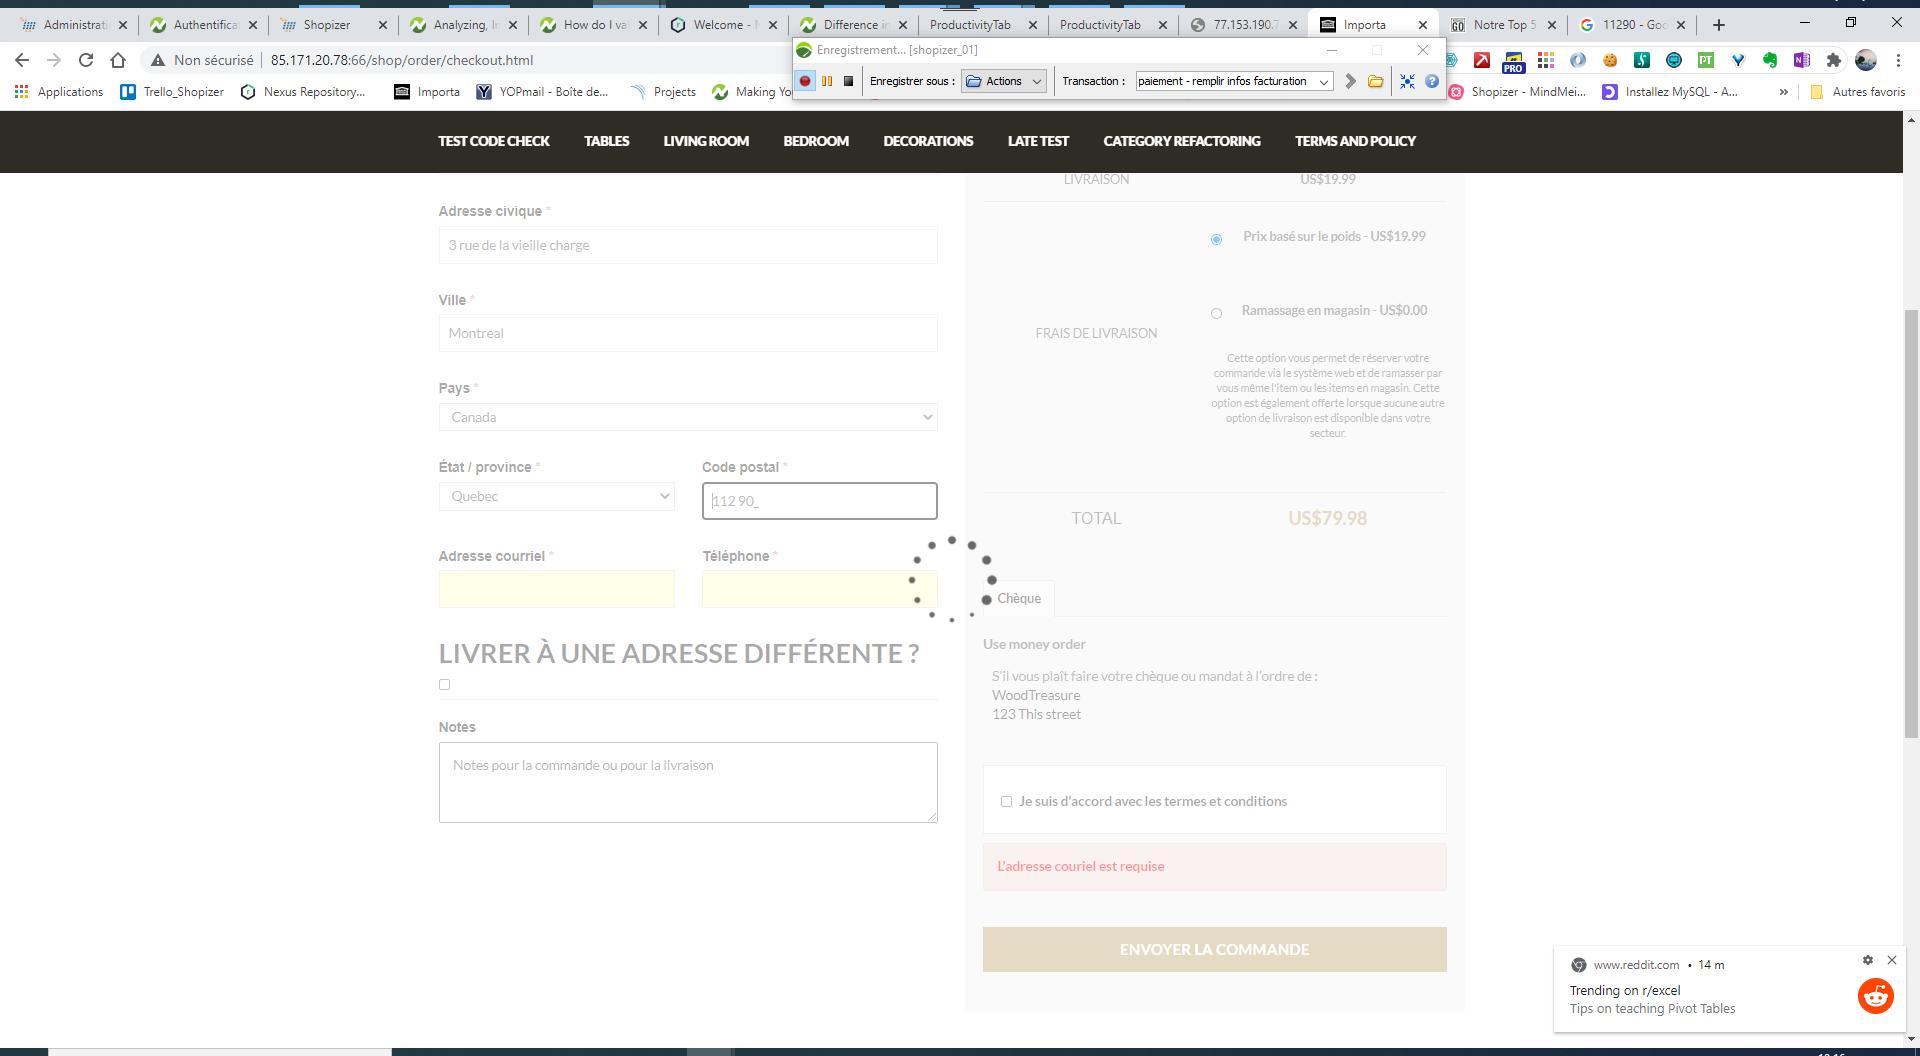 Administrati
Authentifica
Shopizer
Analyzing, In
How do I val
Welcome - N
Difference in
ProductivityTab
ProductivityTab
77.153.190.7
Importa
Notre Top 5
11290 - Goo
Enregistrement... [shopizer_01]
Non sécurisé
85.171.20.78:66/shop/order/checkout.html
Enregistrer sous :
Actions
Transaction :
paiement - remplir infos facturation
PRO
PT
Applications
Trello_Shopizer
Nexus Repository...
Importa
YOPmail - Boîte de...
Projects
Making Yo
Shopizer - MindMei...
Installez MySQL - A...
»
Autres favoris
TEST CODE CHECK
TABLES
LIVING ROOM
BEDROOM
DECORATIONS
LATE TEST
CATEGORY REFACTORING
TERMS AND POLICY
Adresse civique *
3 rue de la vieille charge
Ville *
Montreal
Pays *
Canada
État / province *
Code postal *
Quebec
112 90_
Adresse courriel *
Téléphone *
LIVRER À UNE ADRESSE DIFFÉRENTE ?
Notes
Notes pour la commande ou pour la livraison
LIVRAISON
US$19.99
Prix basé sur le poids - US$19.99
Ramassage en magasin - US$0.00
FRAIS DE LIVRAISON
Cette option vous permet de réserver votre
commande via le système web et de ramasser par
vous même l'item ou les items en magasin. Cette
option est également offerte lorsque aucune autre
option de livraison est disponible dans votre
secteur.
TOTAL
US$79.98
Chèque
Use money order
S'il vous plaît faire votre chèque ou mandat à l'ordre de :
WoodTreasure
123 This street
Je suis d'accord avec les termes et conditions
L'adresse couriel est requise
ENVOYER LA COMMANDE
www.reddit.com • 14 m
Trending on r/excel
Tips on teaching Pivot Tables